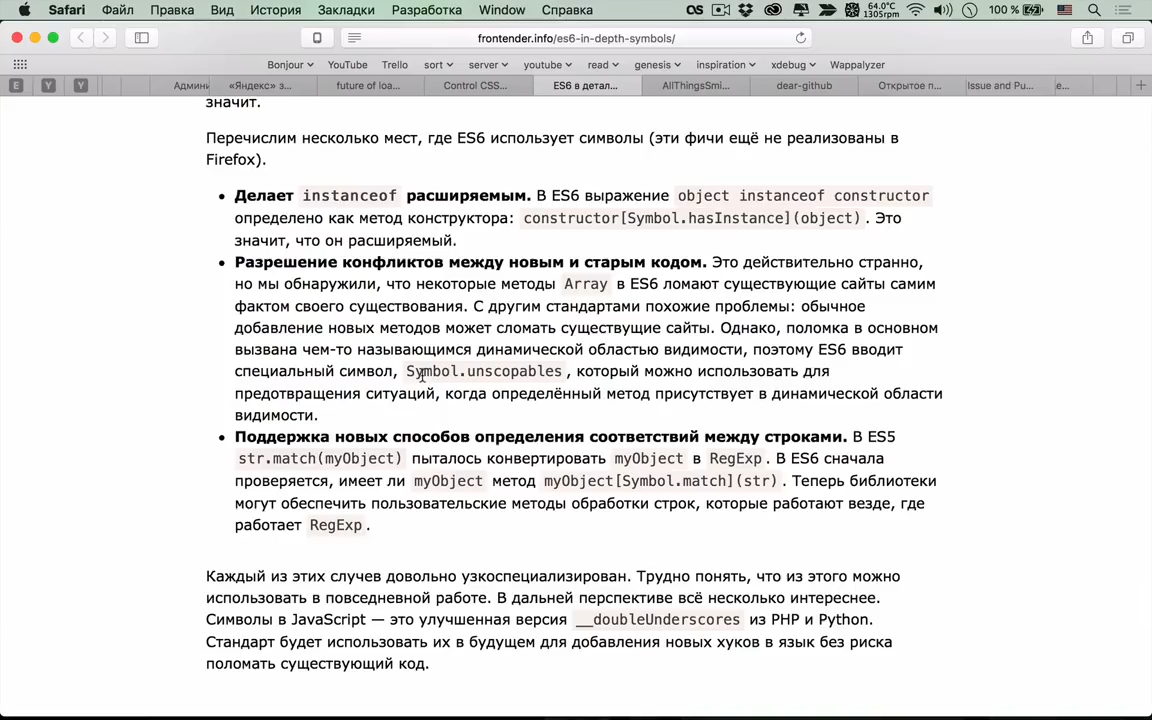 Safari Файл Правка Вид История Закладки Разработка Window Справка 64.0°C 1305rpm 100 %
frontender.info/es6-in-depth-symbols/
Bonjour YouTube Trello sort server youtube read genesis inspiration xdebug Wappalyzer
E Y Y Админи «Яндекс» з... future of loa... Control CSS... ES6 в детал... AllThingsSmi... dear-github Открытое п... Issue and Pu... е...
значит.
Перечислим несколько мест, где ES6 использует символы (эти фичи ещё не реализованы в
Firefox).
• Делает instanceof расширяемым. В ES6 выражение object instanceof constructor
определено как метод конструктора: constructor[Symbol.hasInstance](object). Это
значит, что он расширяемый.
• Разрешение конфликтов между новым и старым кодом. Это действительно странно,
но мы обнаружили, что некоторые методы Array в ES6 ломают существующие сайты самим
фактом своего существования. С другим стандартами похожие проблемы: обычное
добавление новых методов может сломать существущие сайты. Однако, поломка в основном
вызвана чем-то называющимся динамической областью видимости, поэтому ES6 вводит
специальный символ, Symbol.unscopables, который можно использовать для
предотвращения ситуаций, когда определённый метод присутствует в динамической области
видимости.
• Поддержка новых способов определения соответствий между строками. В ES5
str.match(myObject) пыталось конвертировать myObject в RegExp. В ES6 сначала
проверяется, имеет ли myObject метод myObject[Symbol.match](str). Теперь библиотеки
могут обеспечить пользовательские методы обработки строк, которые работают везде, где
работает RegExp.
Каждый из этих случев довольно узкоспециализирован. Трудно понять, что из этого можно
использовать в повседневной работе. В дальней перспективе всё несколько интереснее.
Символы в JavaScript — это улучшенная версия __doubleUnderscores из PHP и Python.
Стандарт будет использовать их в будущем для добавления новых хуков в язык без риска
поломать существующий код.